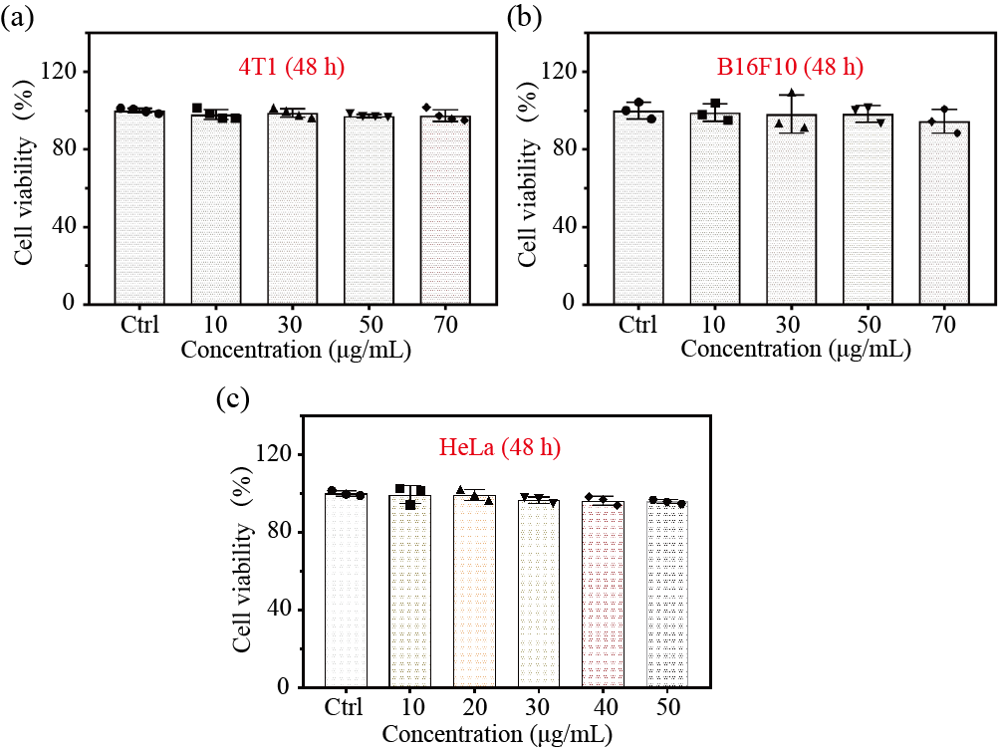 (a)
4T1 (48 h)
Cell viability (%)
120
80
40
0
Ctrl 10 30 50 70
Concentration (μg/mL)
(b)
B16F10 (48 h)
Cell viability (%)
120
80
40
0
Ctrl 10 30 50 70
Concentration (μg/mL)
(c)
HeLa (48 h)
Cell viability (%)
120
80
40
0
Ctrl 10 20 30 40 50
Concentration (μg/mL)